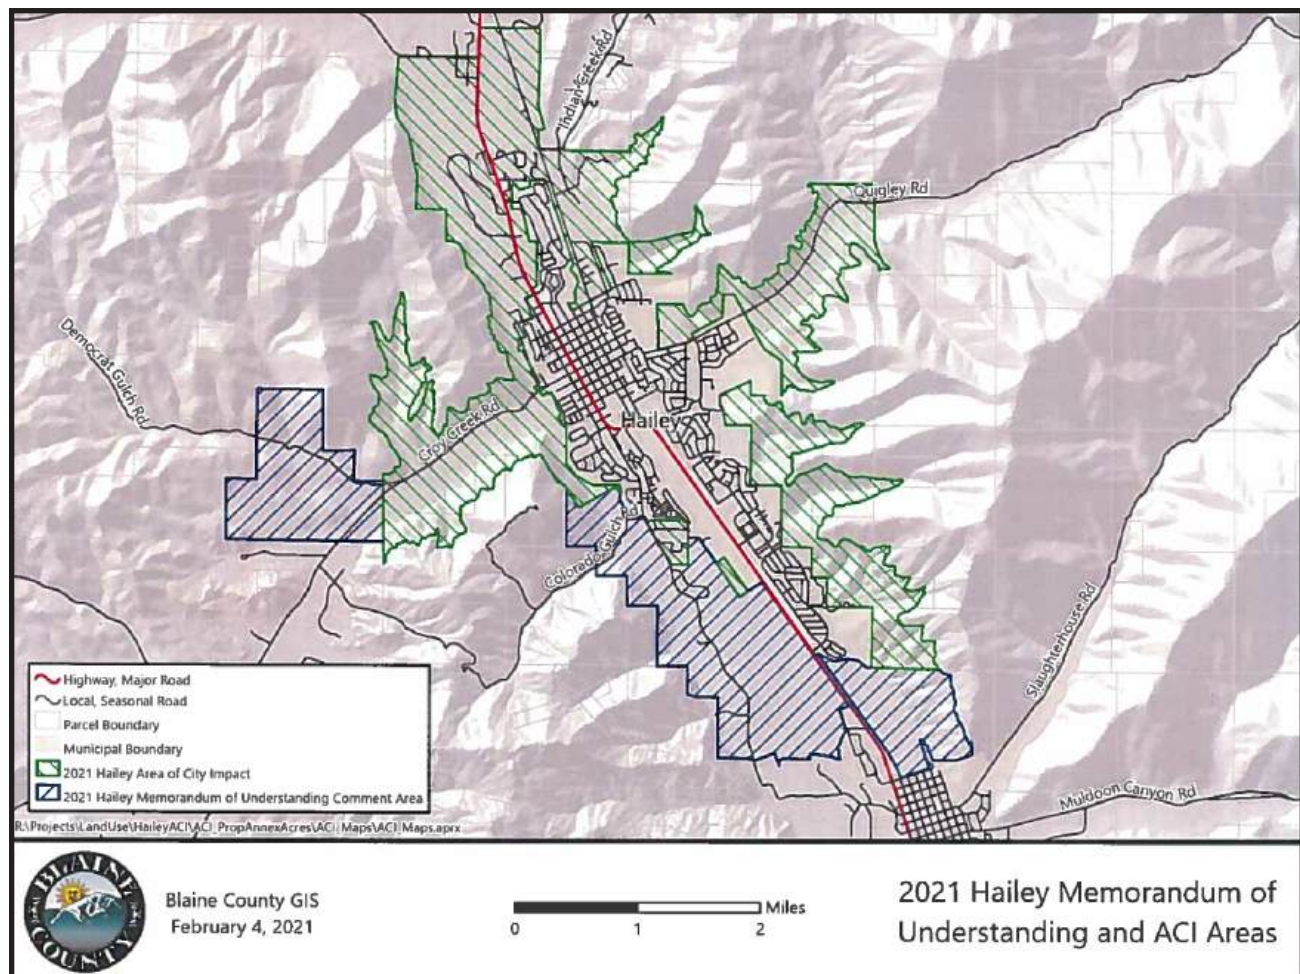 Indian Creek Rd
Quigley Rd
Democrat Gulch Rd
Croy Creek Rd
Hailey
Colorado Gulch Rd
Slaughterhouse Rd
Muldoon Canyon Rd
Highway, Major Road
Local, Seasonal Road
Parcel Boundary
Municipal Boundary
2021 Hailey Area of City Impact
2021 Hailey Memorandum of Understanding Comment Area
R:\Projects\LandUse\HaileyACI\ACI_PropAnnexAcres\ACI_Maps\ACI_Maps.aprx
BLAINE
COUNTY
Blaine County GIS
February 4, 2021
Miles
0 1 2
2021 Hailey Memorandum of
Understanding and ACI Areas